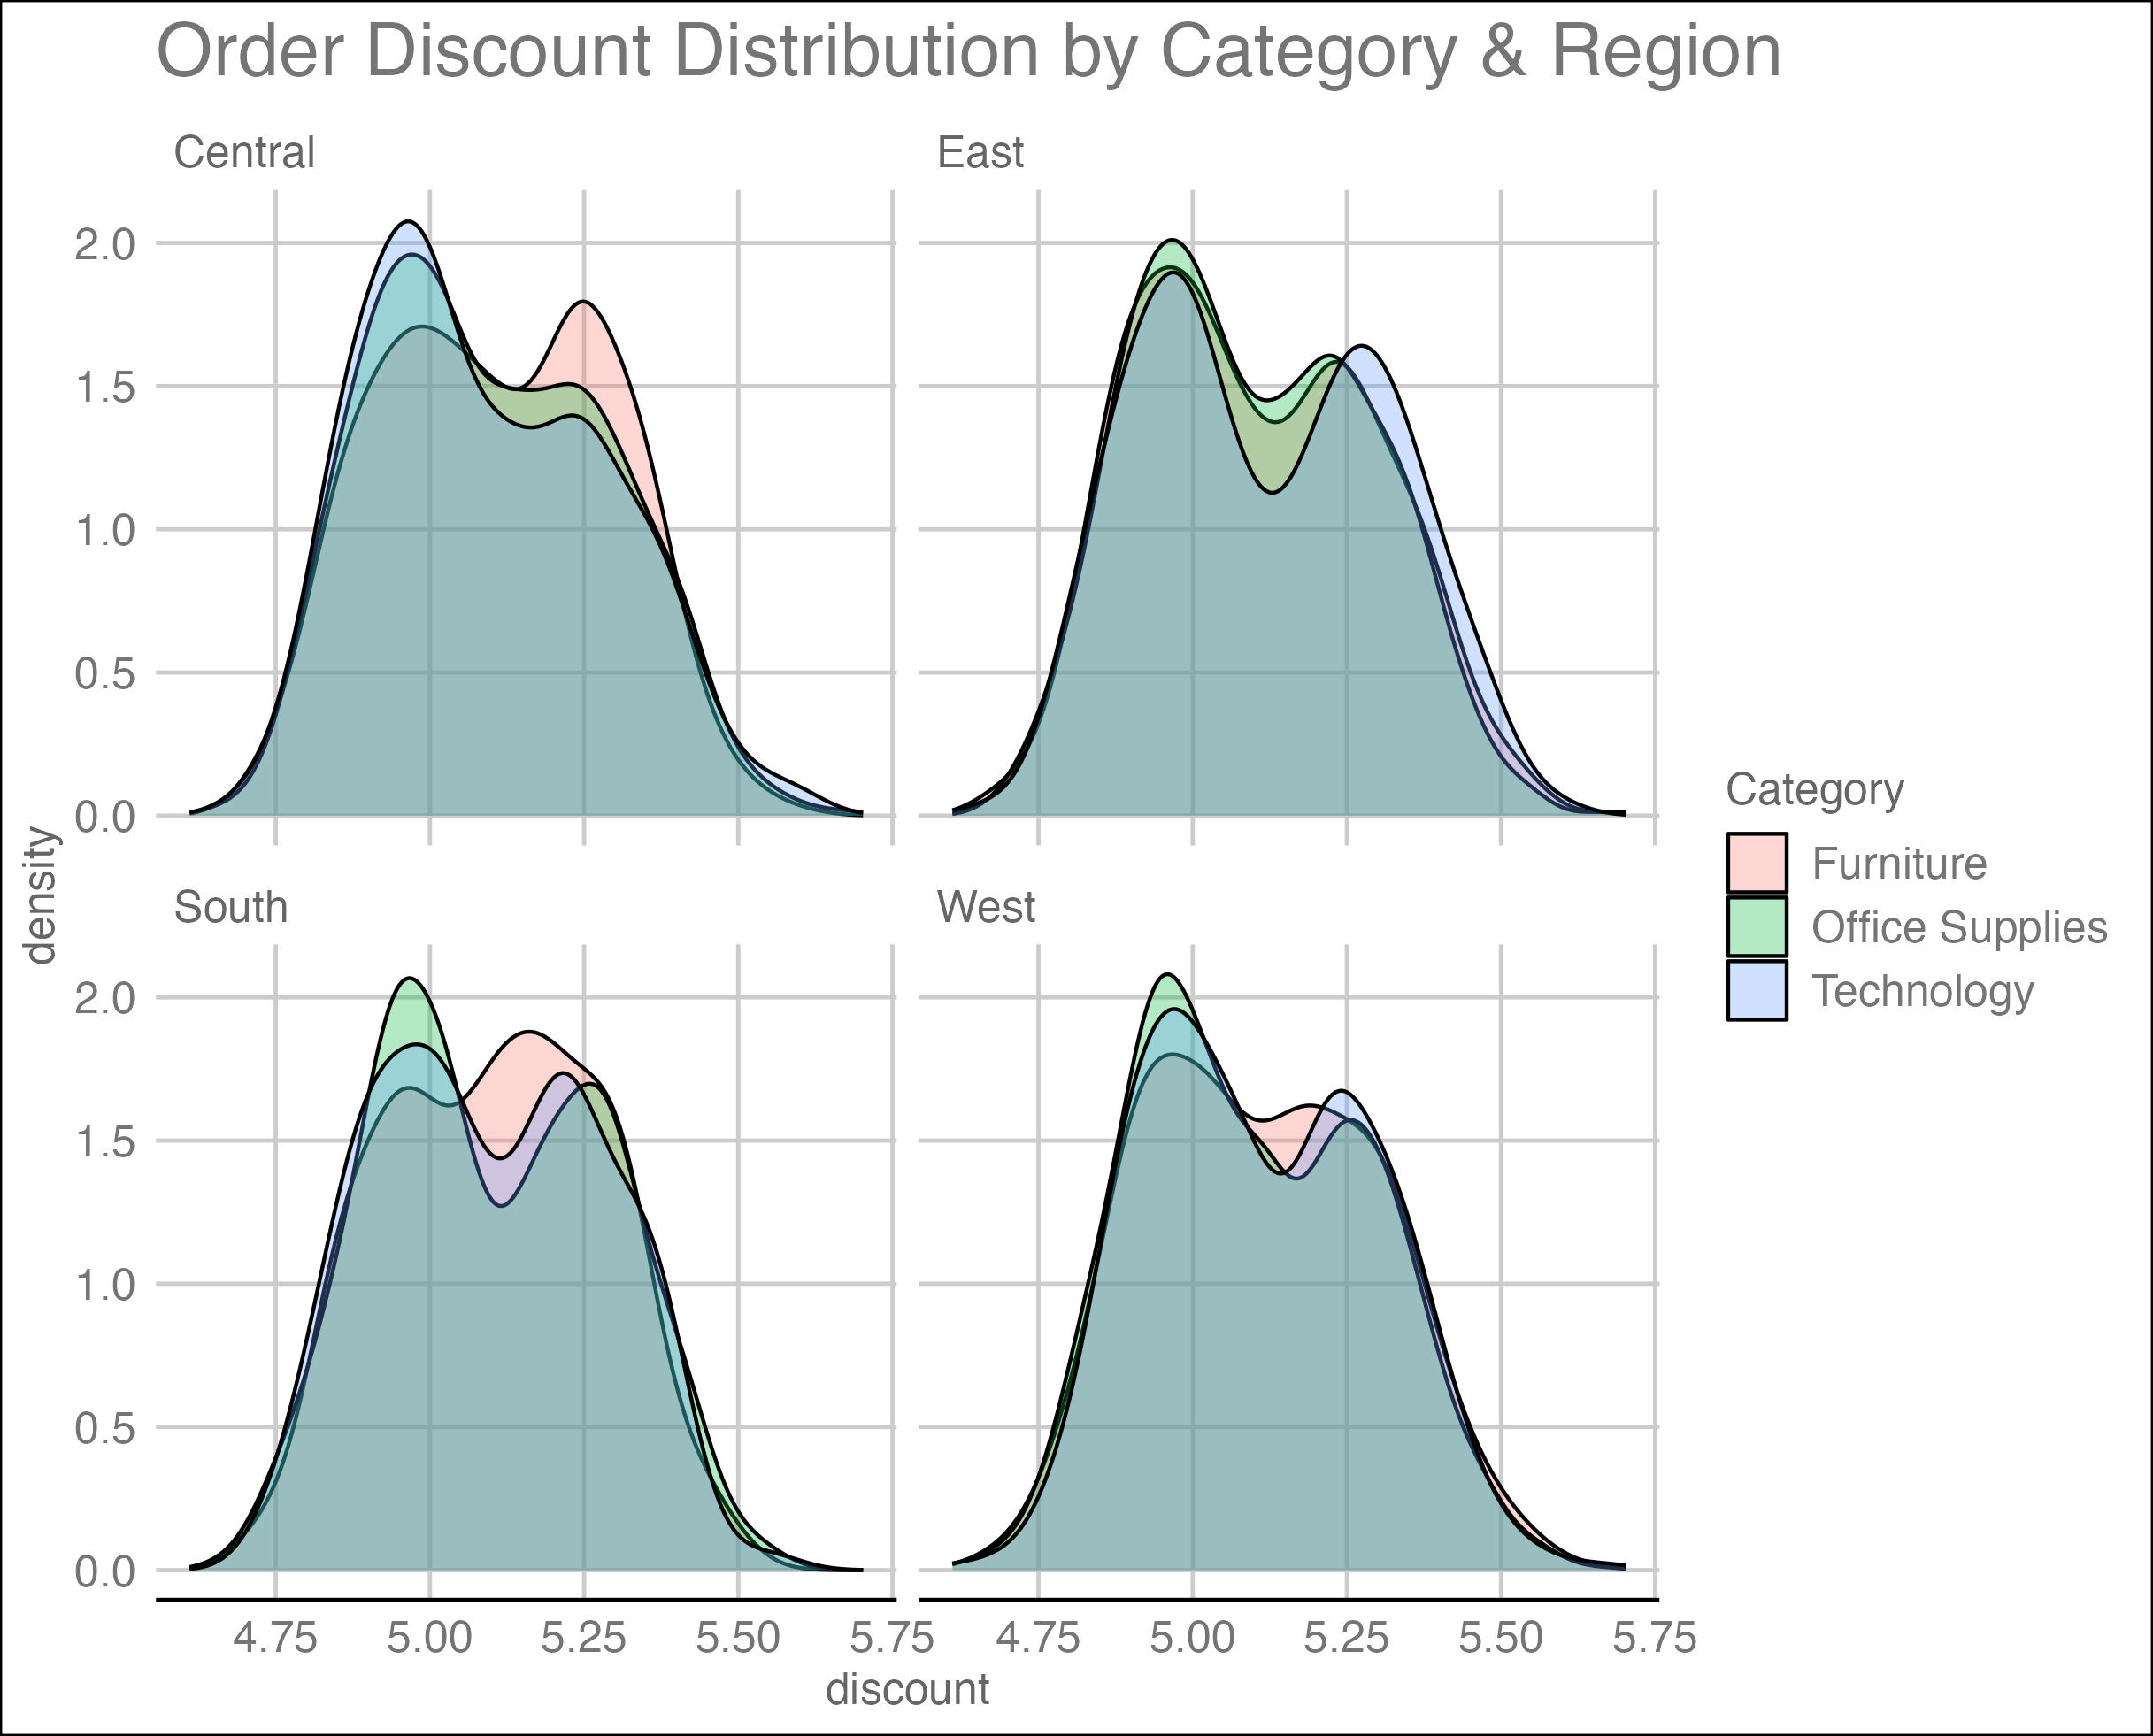 Order Discount Distribution by Category & Region
Central
East
2.0
1.5
1.0
0.5
0.0
South
West
2.0
1.5
1.0
0.5
0.0
4.75 5.00 5.25 5.50 5.75 4.75 5.00 5.25 5.50 5.75
discount
density
Category
Furniture
Office Supplies
Technology